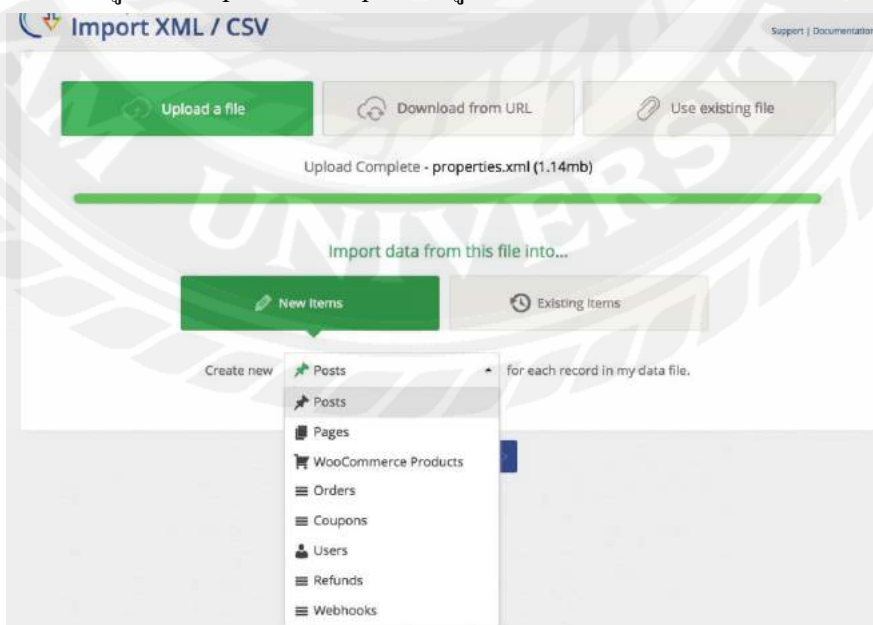 Import XML / CSV
Support | Documentation
Upload a file
Download from URL
Use existing file
Upload Complete - properties.xml (1.14mb)
Import data from this file into...
New Items
Existing Items
Create new
Posts
for each record in my data file.
Posts
Pages
WooCommerce Products
Orders
Coupons
Users
Refunds
Webhooks
UNIVERSIT